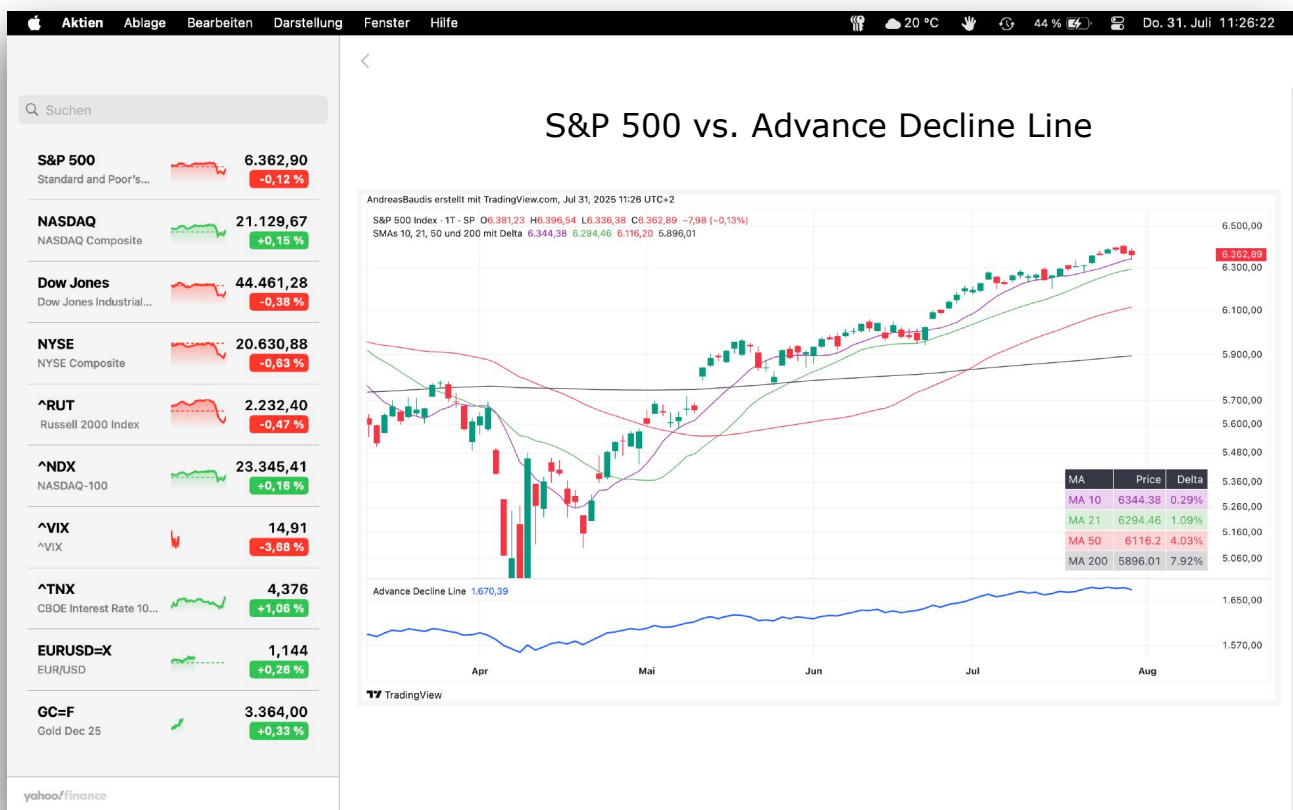 Aktien Ablage Bearbeiten Darstellung Fenster Hilfe 20 °C 44 % Do. 31. Juli 11:26:22
Suchen
S&P 500 6.362,90
Standard and Poor's... -0,12 %
NASDAQ 21.129,67
NASDAQ Composite +0,15 %
Dow Jones 44.461,28
Dow Jones Industrial... -0,38 %
NYSE 20.630,88
NYSE Composite -0,63 %
^RUT 2.232,40
Russell 2000 Index -0,47 %
^NDX 23.345,41
NASDAQ-100 +0,16 %
^VIX 14,91
^VIX -3,68 %
^TNX 4,376
CBOE Interest Rate 10... +1,06 %
EURUSD=X 1,144
EUR/USD +0,26 %
GC=F 3.364,00
Gold Dec 25 +0,33 %
yahoo!finance
S&P 500 vs. Advance Decline Line
AndreasBaudis erstellt mit TradingView.com, Jul 31, 2025 11:26 UTC+2
S&P 500 Index · 1T · SP O6.381,23 H6.396,54 L6.336,38 C6.362,89 −7,98 (−0,13%)
SMAs 10, 21, 50 und 200 mit Delta 6.344,38 6.294,46 6.116,20 5.896,01
6.500,00
6.362,89
6.300,00
6.100,00
5.900,00
5.700,00
5.600,00
5.480,00
5.360,00
5.260,00
5.160,00
5.060,00
MA Price Delta
MA 10 6344.38 0.29%
MA 21 6294.46 1.09%
MA 50 6116.2 4.03%
MA 200 5896.01 7.92%
Advance Decline Line 1.670,39
1.650,00
1.570,00
Apr Mai Jun Jul Aug
TradingView